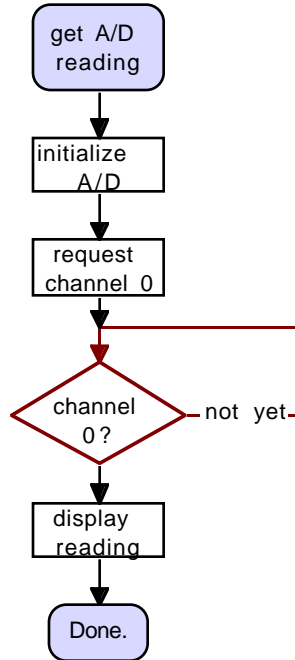 get A/D
reading
initialize
A/D
request
channel 0
channel
0?
not yet
display
reading
Done.